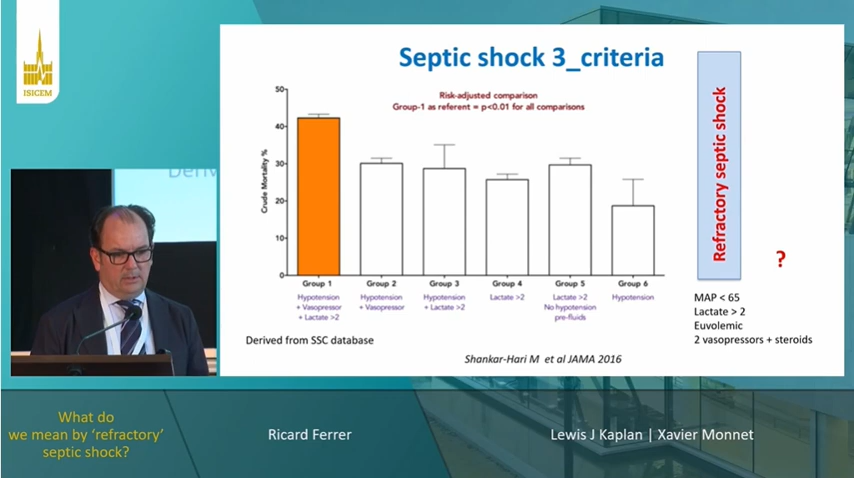 ISICEM
Septic shock 3_criteria
Risk-adjusted comparison
Group-1 as referent = p<0.01 for all comparisons
Crude Mortality %
50
40
30
20
10
0
Group 1
Hypotension
+ Vasopressor
+ Lactate >2
Group 2
Hypotension
+ Vasopressor
Group 3
Hypotension
+ Lactate >2
Group 4
Lactate >2
Group 5
Lactate >2
No hypotension
pre-fluids
Group 6
Hypotension
Refractory septic shock
?
MAP < 65
Lactate > 2
Euvolemic
2 vasopressors + steroids
Derived from SSC database
Shankar-Hari M et al JAMA 2016
Deriv
What do
we mean by ‘refractory’
septic shock?
Ricard Ferrer
Lewis J Kaplan | Xavier Monnet